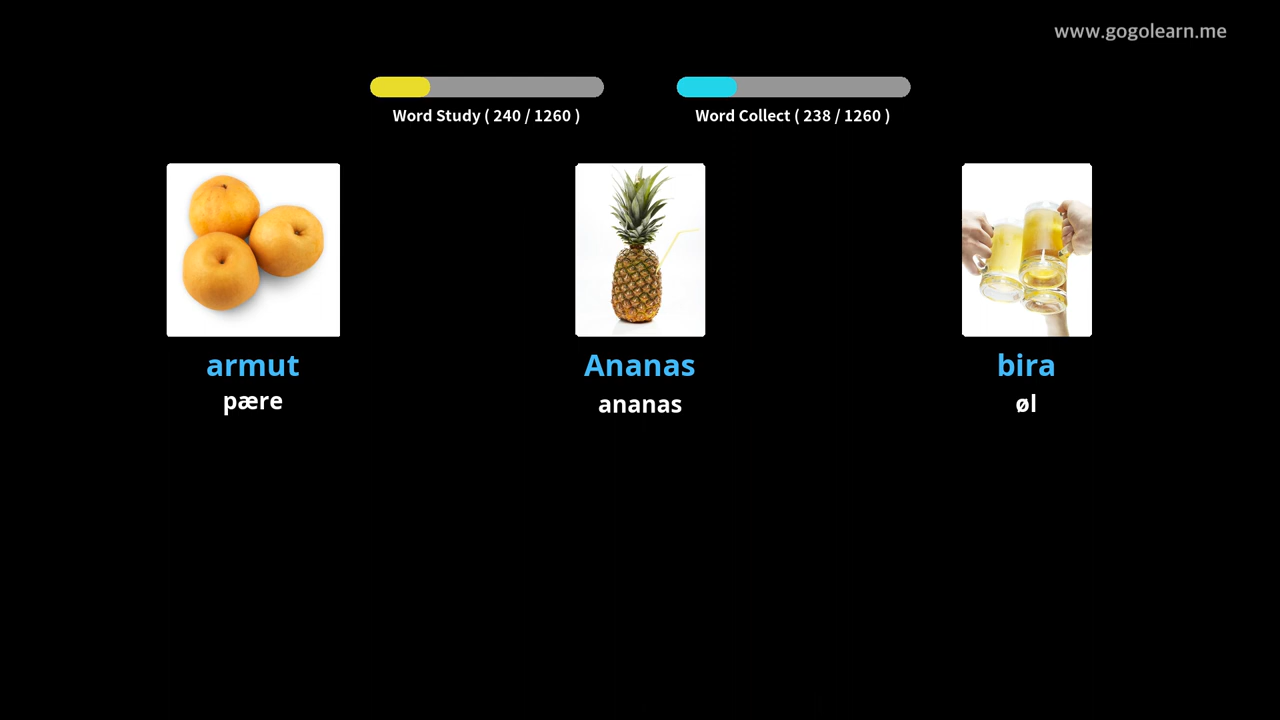 www.gogolearn.me
Word Study ( 240 / 1260 )
Word Collect ( 238 / 1260 )
armut
pære
Ananas
ananas
bira
øl